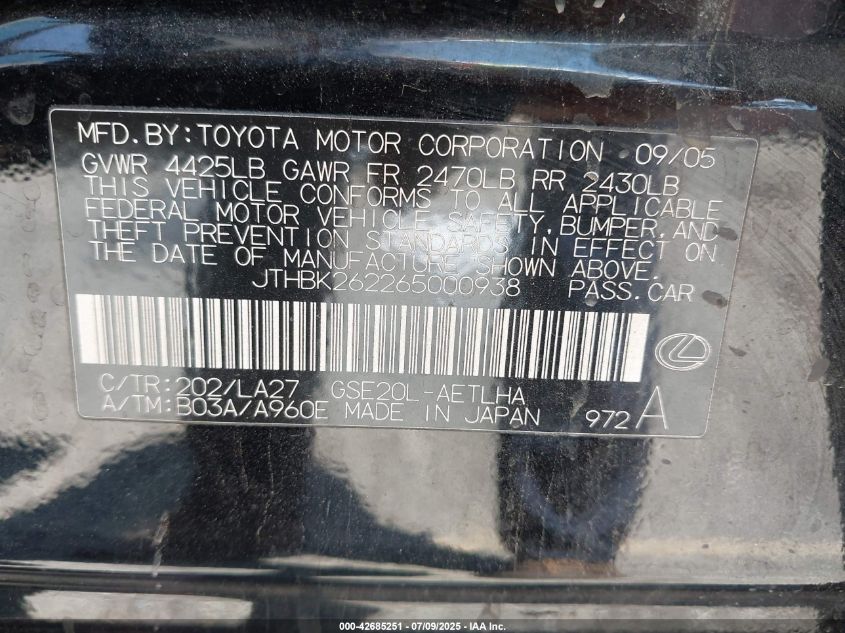 MFD. BY: TOYOTA MOTOR CORPORATION 09/05
GVWR 4425LB GAWR FR 2470LB RR 2430LB
THIS VEHICLE CONFORMS TO ALL APPLICABLE
FEDERAL MOTOR VEHICLE SAFETY, BUMPER, AND
THEFT PREVENTION STANDARDS IN EFFECT ON
THE DATE OF MANUFACTURE SHOWN ABOVE.
JTHBK262265000938 PASS. CAR
C/TR: 202/LA27 GSE20L-AETLHA
A/TM: B03A/A960E MADE IN JAPAN 972A
000-42685251 | 07/09/2025 - IAA Inc.